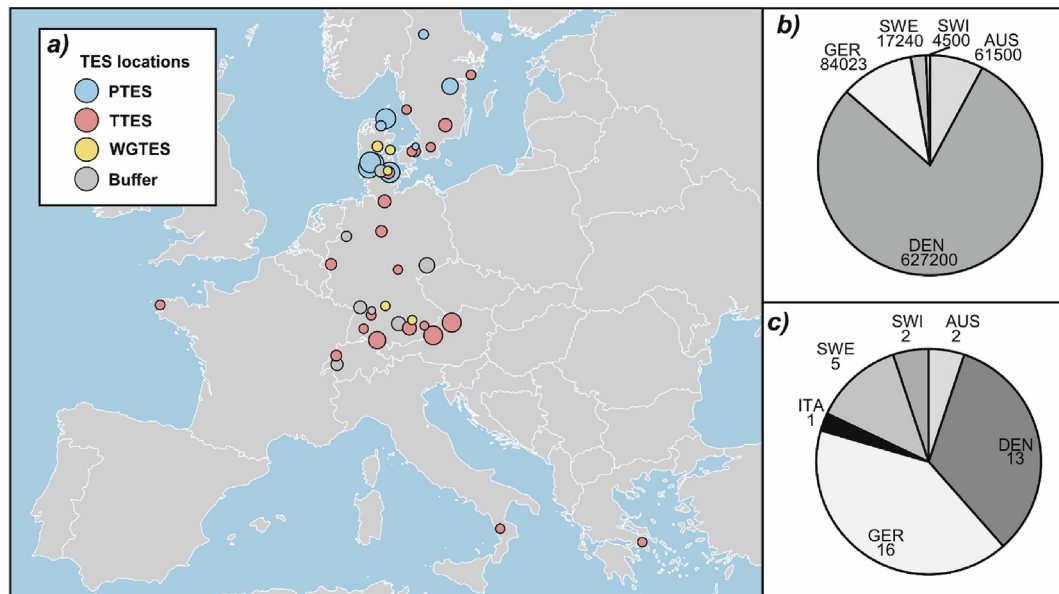 a)
TES locations
PTES
TTES
WGTES
Buffer
b)
SWE
17240
SWI
4500
AUS
61500
GER
84023
DEN
627200
c)
SWI
2
AUS
2
SWE
5
ITA
1
DEN
13
GER
16